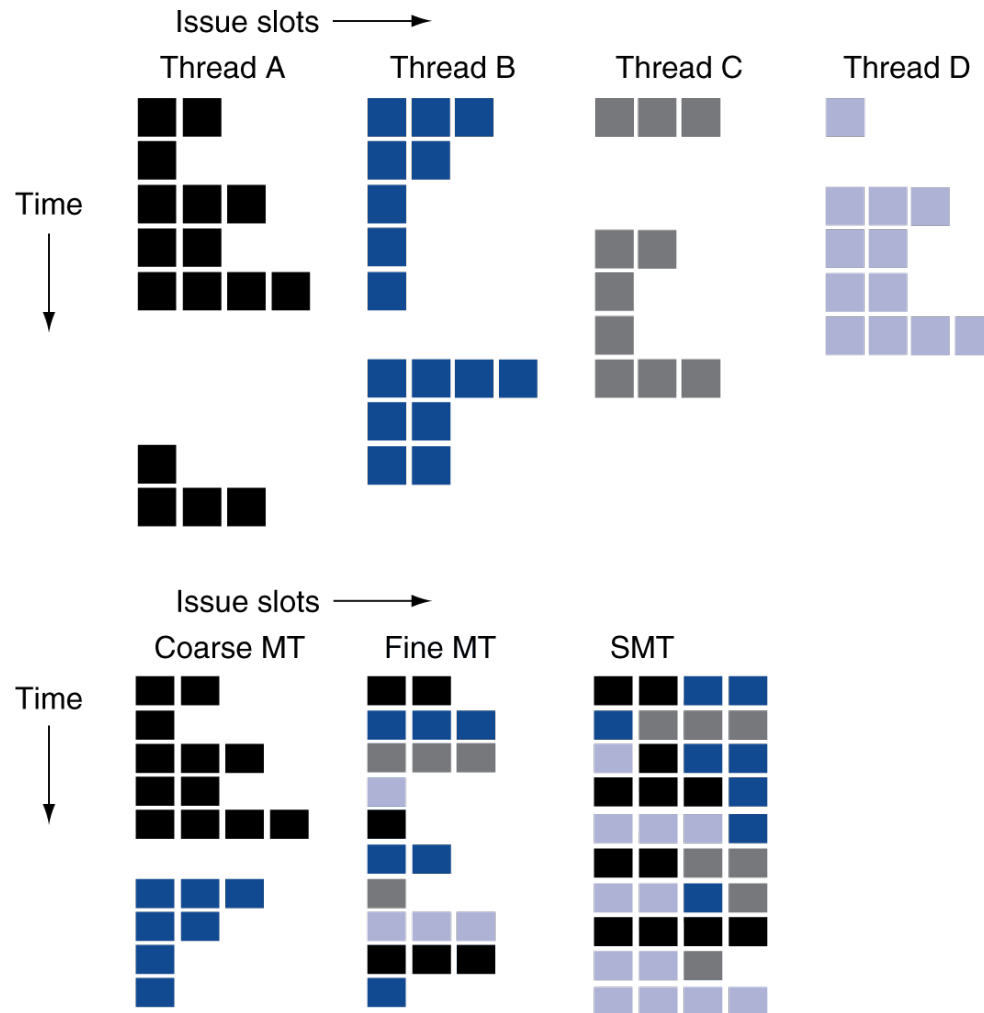 Issue slots
Thread A Thread B Thread C Thread D
Time
Issue slots
Coarse MT Fine MT SMT
Time